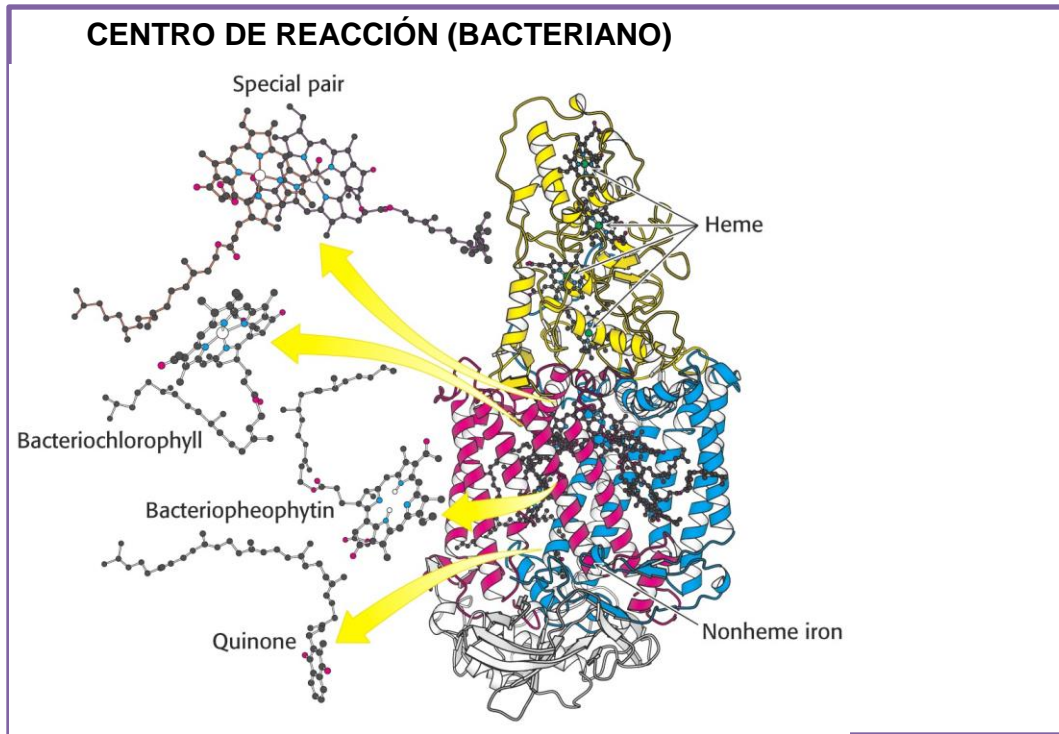 CENTRO DE REACCIÓN (BACTERIANO)
Special pair
Heme
Bacteriochlorophyll
Bacteriopheophytin
Quinone
Nonheme iron